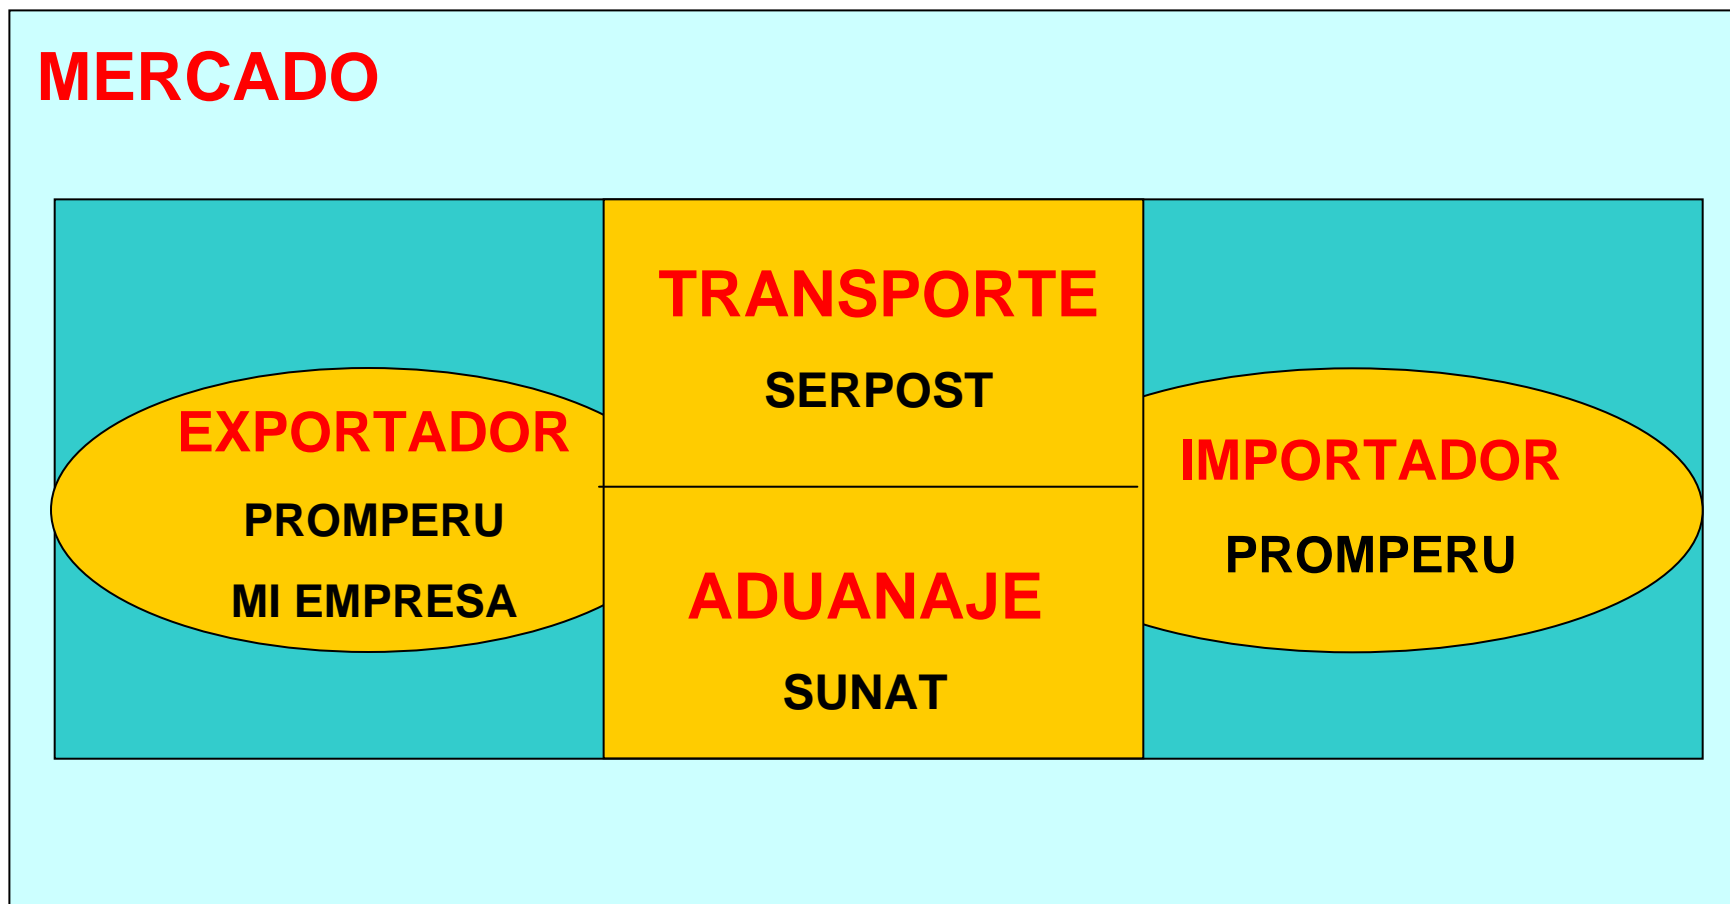 MERCADO
EXPORTADOR
PROMPERU
MI EMPRESA
TRANSPORTE
SERPOST
ADUANAJE
SUNAT
IMPORTADOR
PROMPERU